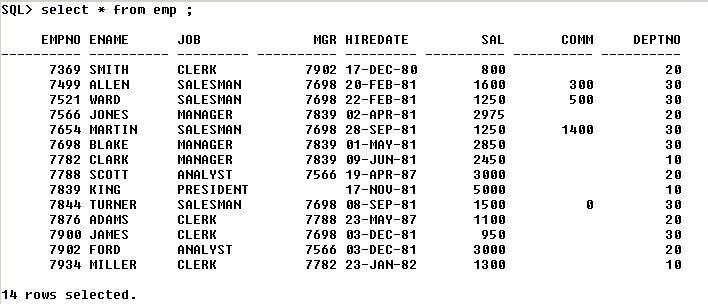 SQL> select * from emp ;
EMPNO ENAME JOB MGR HIREDATE SAL COMM DEPTNO
---------- ---------- --------- ---------- --------- ---------- ---------- ----------
7369 SMITH CLERK 7902 17-DEC-80 800 20
7499 ALLEN SALESMAN 7698 20-FEB-81 1600 300 30
7521 WARD SALESMAN 7698 22-FEB-81 1250 500 30
7566 JONES MANAGER 7839 02-APR-81 2975 20
7654 MARTIN SALESMAN 7698 28-SEP-81 1250 1400 30
7698 BLAKE MANAGER 7839 01-MAY-81 2850 30
7782 CLARK MANAGER 7839 09-JUN-81 2450 10
7788 SCOTT ANALYST 7566 19-APR-87 3000 20
7839 KING PRESIDENT 17-NOV-81 5000 10
7844 TURNER SALESMAN 7698 08-SEP-81 1500 0 30
7876 ADAMS CLERK 7788 23-MAY-87 1100 20
7900 JAMES CLERK 7698 03-DEC-81 950 30
7902 FORD ANALYST 7566 03-DEC-81 3000 20
7934 MILLER CLERK 7782 23-JAN-82 1300 10
14 rows selected.